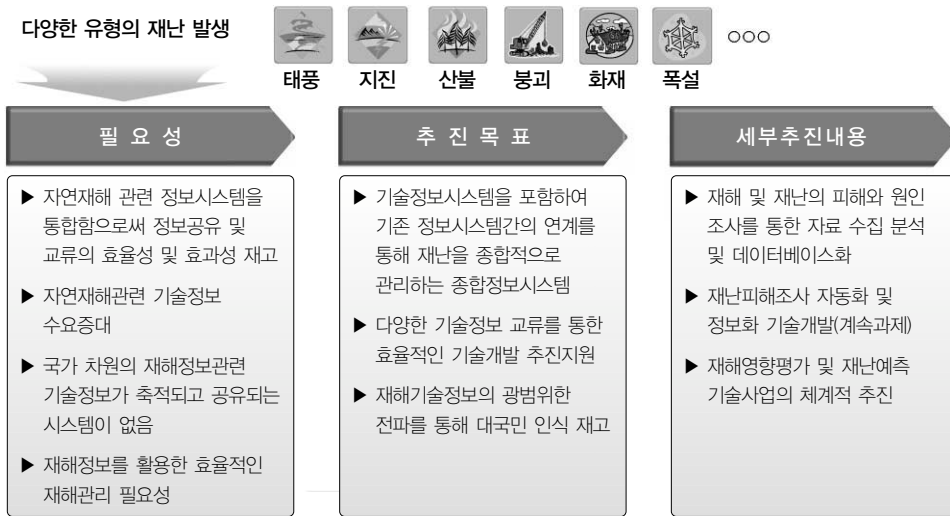 다양한 유형의 재난 발생
태풍 지진 산불 붕괴 화재 폭설 ○○○
필 요 성
▶ 자연재해 관련 정보시스템을
통합함으로써 정보공유 및
교류의 효율성 및 효과성 재고
▶ 자연재해관련 기술정보
수요증대
▶ 국가 차원의 재해정보관련
기술정보가 축적되고 공유되는
시스템이 없음
▶ 재해정보를 활용한 효율적인
재해관리 필요성
추 진 목 표
▶ 기술정보시스템을 포함하여
기존 정보시스템간의 연계를
통해 재난을 종합적으로
관리하는 종합정보시스템
▶ 다양한 기술정보 교류를 통한
효율적인 기술개발 추진지원
▶ 재해기술정보의 광범위한
전파를 통해 대국민 인식 재고
세부추진내용
▶ 재해 및 재난의 피해와 원인
조사를 통한 자료 수집 분석
및 데이터베이스화
▶ 재난피해조사 자동화 및
정보화 기술개발(계속과제)
▶ 재해영향평가 및 재난예측
기술사업의 체계적 추진